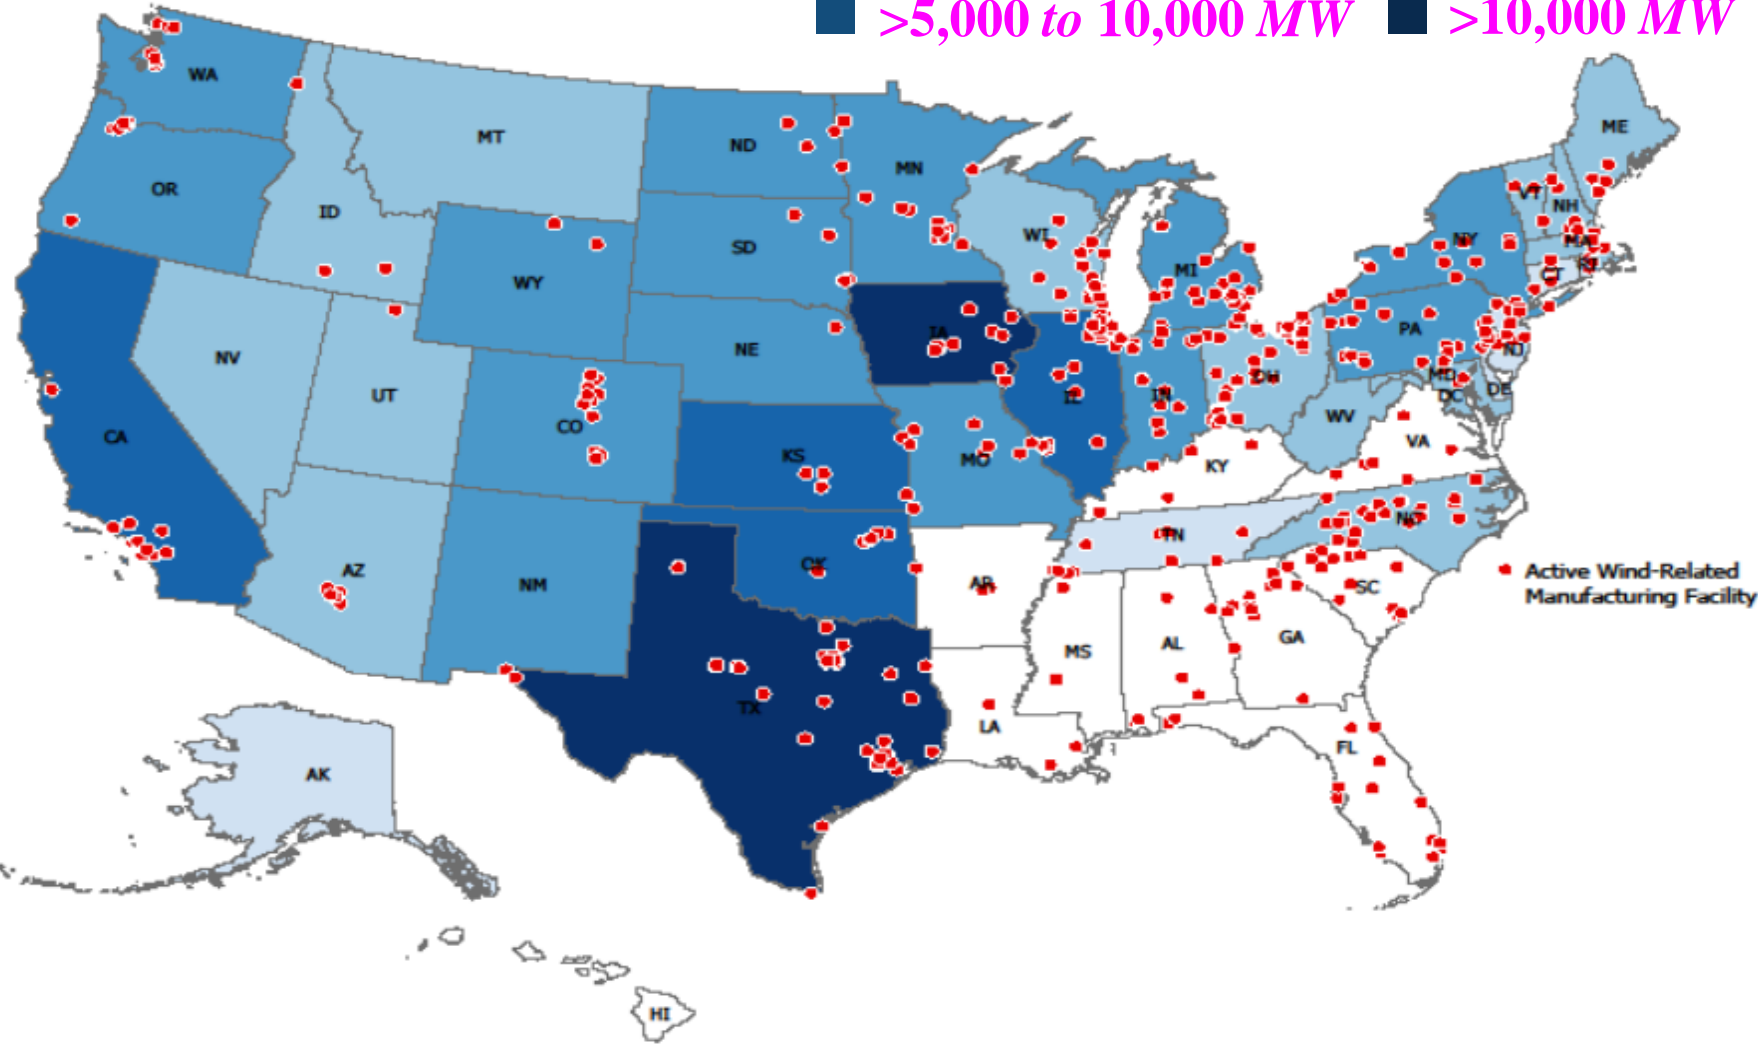 >5,000 to 10,000 MW >10,000 MW
WA
MT
ND
MN
ME
OR
ID
SD
WI
MI
NY
VT
NH
MA
CT
RI
WY
IA
NE
PA
NJ
NV
UT
CO
IL
IN
OH
MD
DE
DC
WV
CA
KS
MO
KY
VA
AZ
NM
OK
AR
TN
NC
SC
Active Wind-Related
Manufacturing Facility
TX
LA
MS
AL
GA
FL
AK
HI